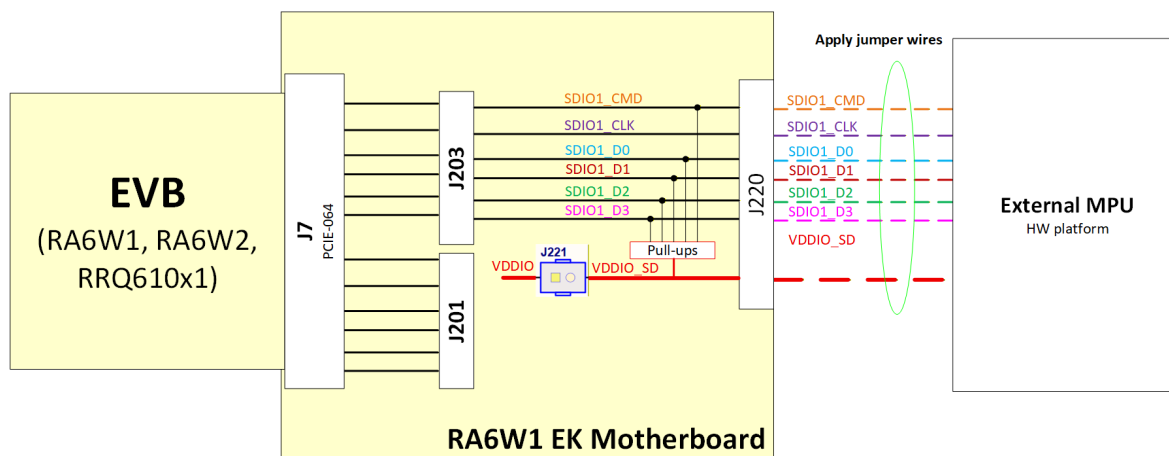 EVB
(RA6W1, RA6W2,
RRQ610x1)
J7
PCIE-064
J203
J201
SDIO1_CMD
SDIO1_CLK
SDIO1_D0
SDIO1_D1
SDIO1_D2
SDIO1_D3
Pull-ups
J221
VDDIO
VDDIO_SD
J220
RA6W1 EK Motherboard
Apply jumper wires
SDIO1_CMD
SDIO1_CLK
SDIO1_D0
SDIO1_D1
SDIO1_D2
SDIO1_D3
VDDIO_SD
External MPU
HW platform